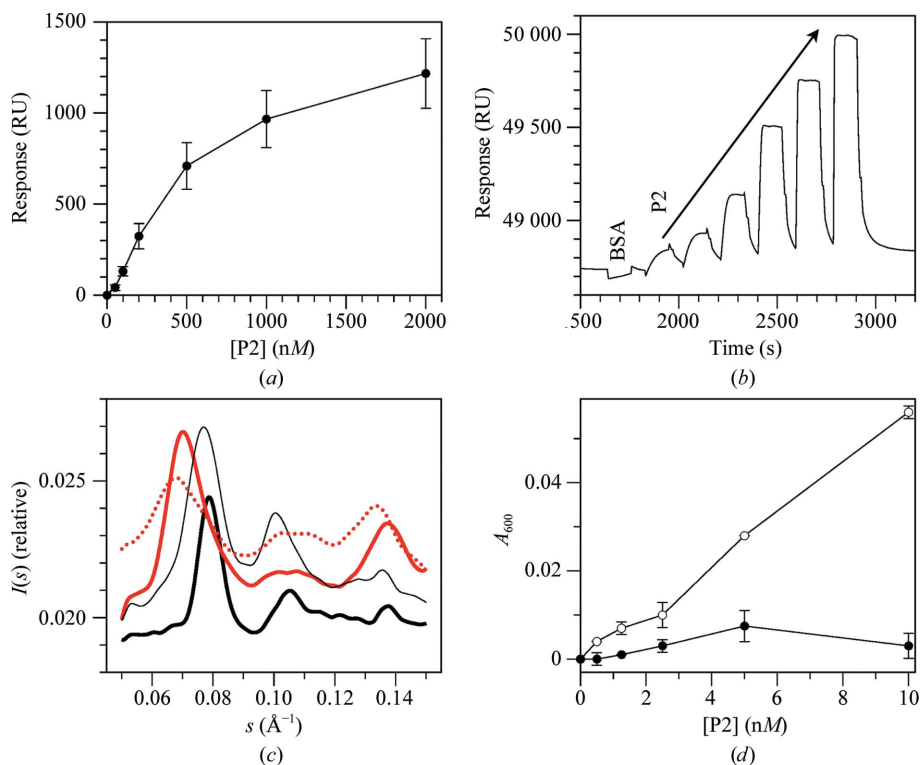 1500
1000
500
0
Response (RU)
0 500 1000 1500 2000
[P2] (nM)
(a)
50 000
49 500
49 000
Response (RU)
BSA
P2
500 2000 2500 3000
Time (s)
(b)
0.025
0.020
I(s) (relative)
0.06 0.08 0.10 0.12 0.14
s (Å⁻¹)
(c)
0.04
0.02
0
A₆₀₀
0 2 4 6 8 10
[P2] (nM)
(d)